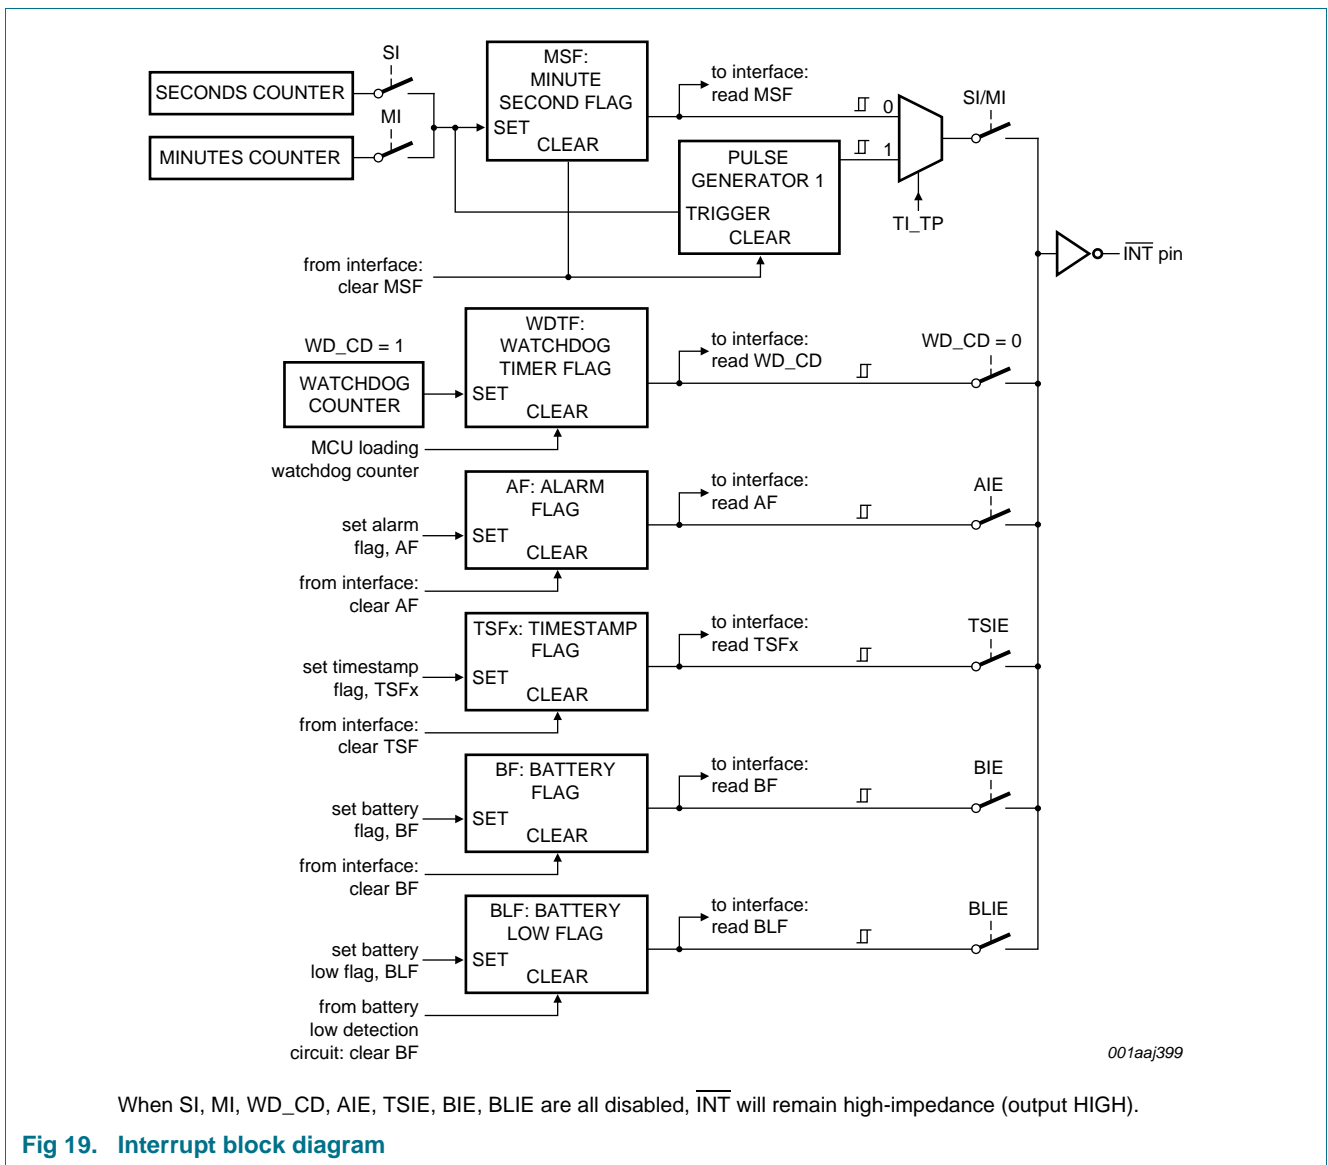 SI
SECONDS COUNTER
MI
MINUTES COUNTER
MSF:
MINUTE
SECOND FLAG
SET
CLEAR
to interface:
read MSF
0
1
SI/MI
PULSE
GENERATOR 1
TRIGGER
CLEAR
TI_TP
from interface:
clear MSF
INT pin
WD_CD = 1
WATCHDOG
COUNTER
WDTF:
WATCHDOG
TIMER FLAG
SET
CLEAR
to interface:
read WD_CD
WD_CD = 0
MCU loading
watchdog counter
AF: ALARM
FLAG
SET
CLEAR
to interface:
read AF
AIE
set alarm
flag, AF
from interface:
clear AF
TSFx: TIMESTAMP
FLAG
SET
CLEAR
to interface:
read TSFx
TSIE
set timestamp
flag, TSFx
from interface:
clear TSF
BF: BATTERY
FLAG
SET
CLEAR
to interface:
read BF
BIE
set battery
flag, BF
from interface:
clear BF
BLF: BATTERY
LOW FLAG
SET
CLEAR
to interface:
read BLF
BLIE
set battery
low flag, BLF
from battery
low detection
circuit: clear BF
001aaj399
When SI, MI, WD_CD, AIE, TSIE, BIE, BLIE are all disabled, INT will remain high-impedance (output HIGH).
Fig 19. Interrupt block diagram